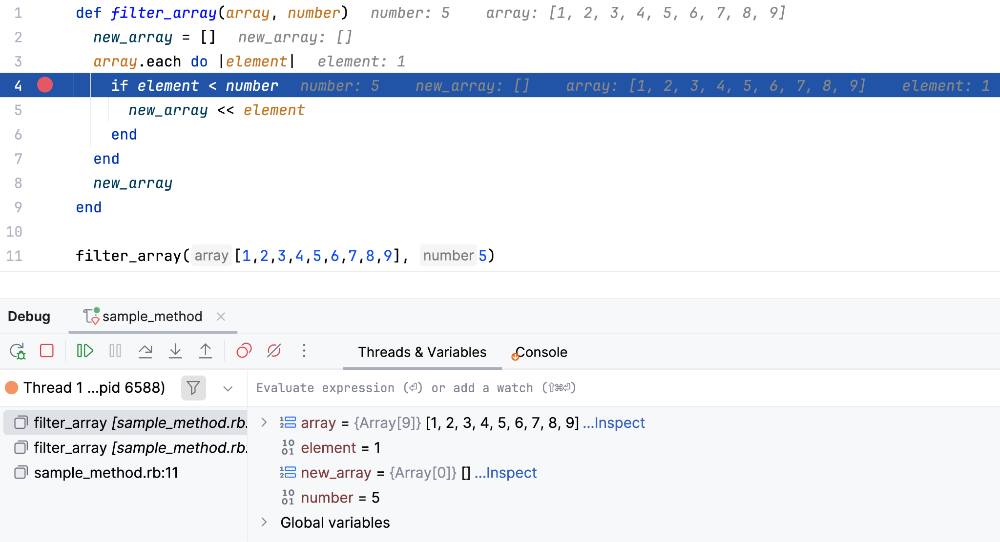 1 def filter_array(array, number) number: 5 array: [1, 2, 3, 4, 5, 6, 7, 8, 9]
2 new_array = [] new_array: []
3 array.each do |element| element: 1
4 if element < number number: 5 new_array: [] array: [1, 2, 3, 4, 5, 6, 7, 8, 9] element: 1
5 new_array << element
6 end
7 end
8 new_array
9 end
10
11 filter_array( array [1,2,3,4,5,6,7,8,9], number 5)
Debug sample_method
Threads & Variables Console
Thread 1 ...pid 6588) Evaluate expression (⏎) or add a watch (⇧⌘⏎)
filter_array [sample_method.rb: array = {Array[9]} [1, 2, 3, 4, 5, 6, 7, 8, 9] ...Inspect
filter_array [sample_method.rb: element = 1
sample_method.rb:11 new_array = {Array[0]} [] ...Inspect
number = 5
Global variables